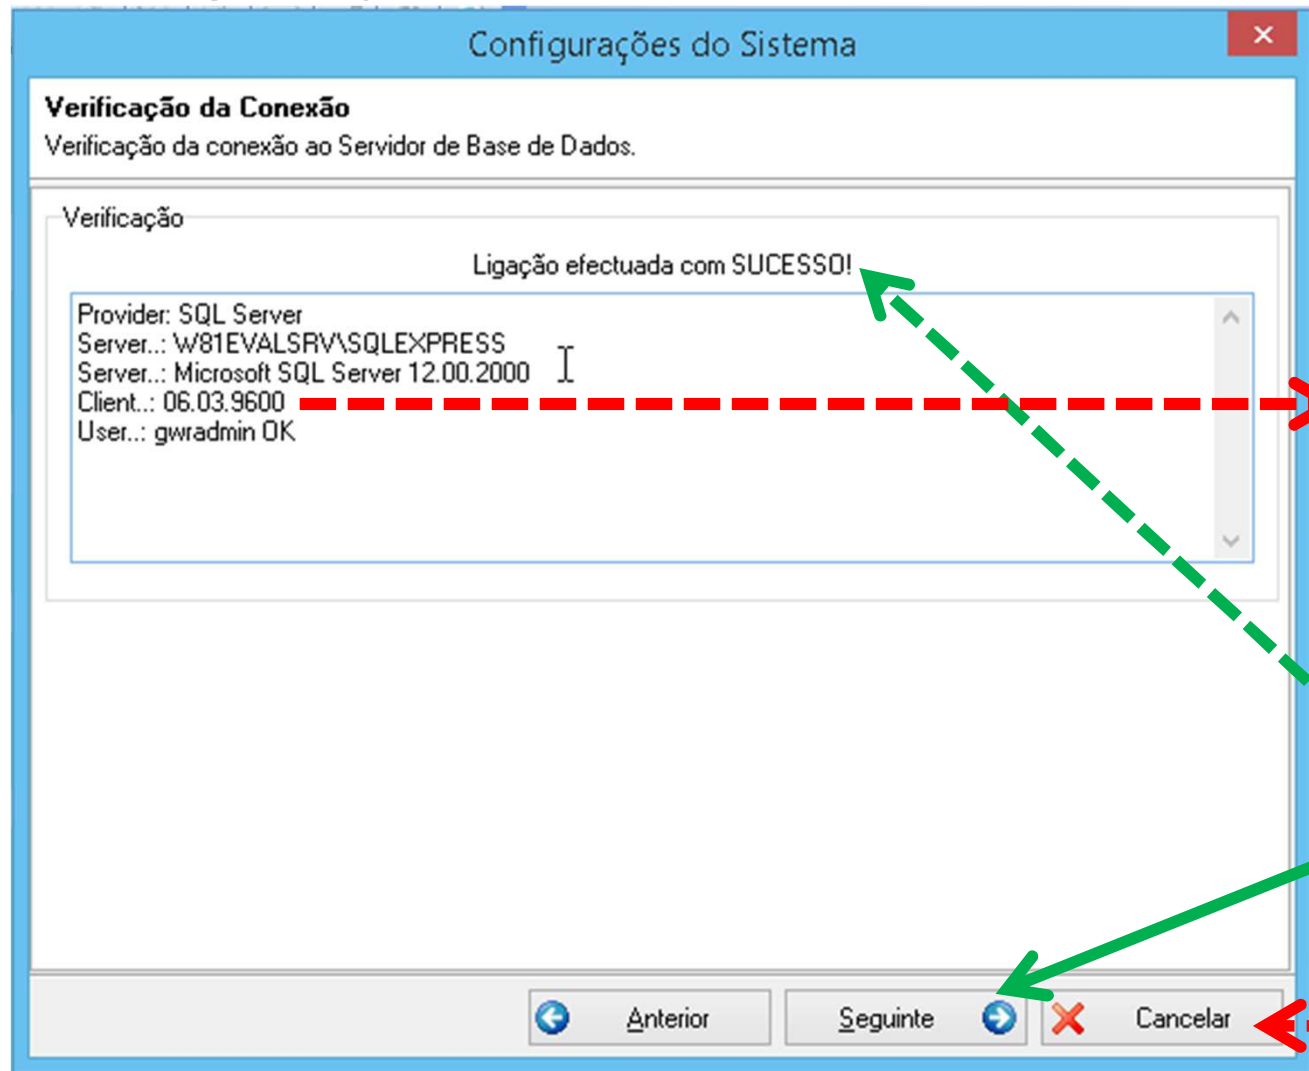 Configurações do Sistema
Verificação da Conexão
Verificação da conexão ao Servidor de Base de Dados.
Verificação
Ligação efectuada com SUCESSO!
Provider: SQL Server
Server..: W81EVALSRV\SQLEXPRESS
Server..: Microsoft SQL Server 12.00.2000
Client..: 06.03.9600
User..: gwradmin OK
Anterior
Seguinte
Cancelar